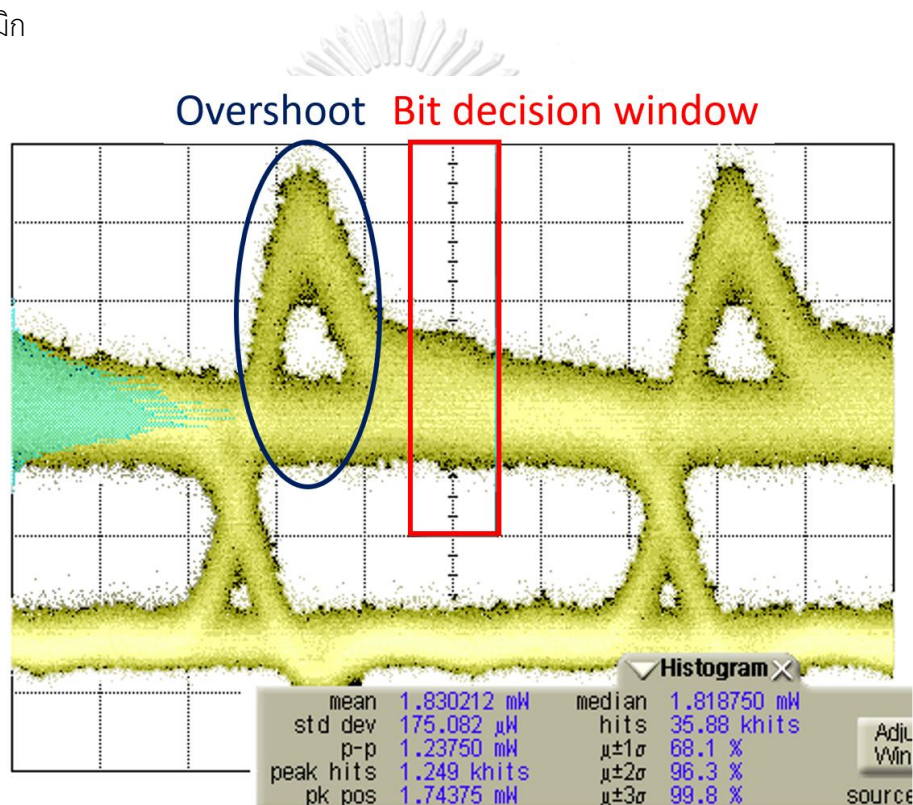 Overshoot Bit decision window
Histogram
mean 1.830212 mW median 1.818750 mW
std dev 175.082 µW hits 35.88 khits
p-p 1.23750 mW µ±1σ 68.1 %
peak hits 1.249 khits µ±2σ 96.3 %
pk pos 1.74375 mW µ±3σ 99.8 %
source